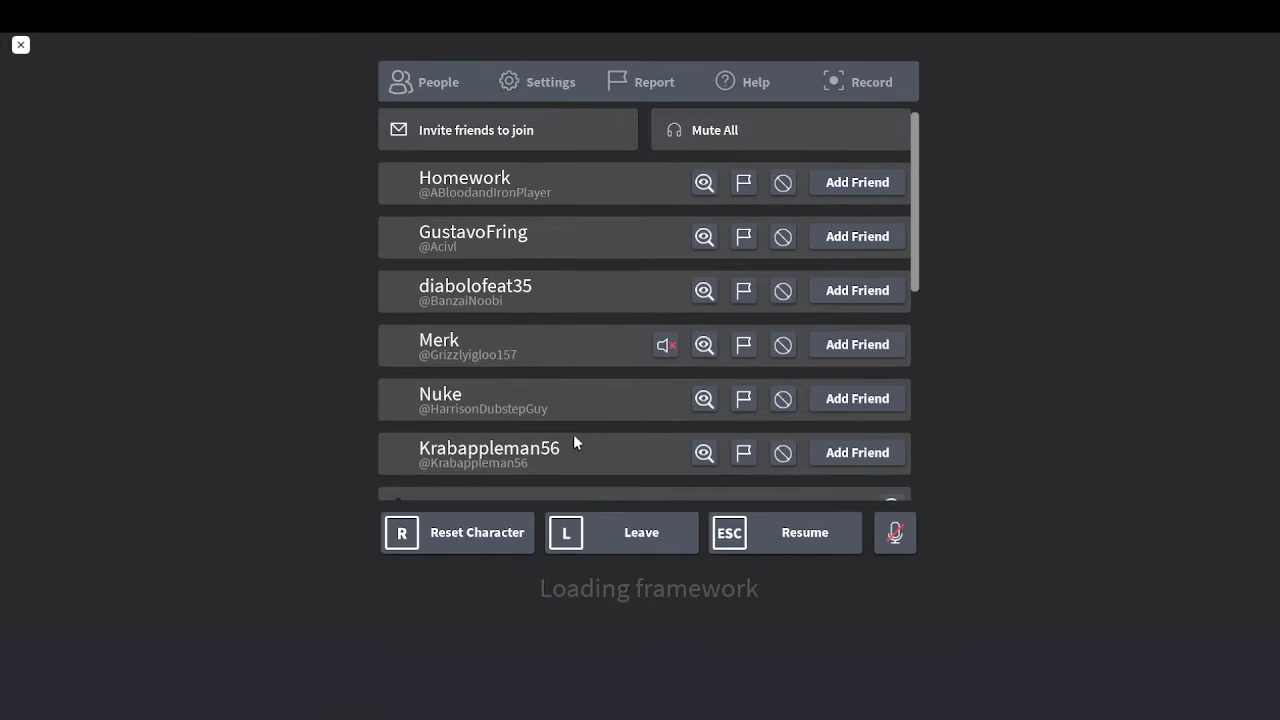 People Settings Report Help Record
Invite friends to join Mute All
Homework Add Friend
@ABloodandIronPlayer
GustavoFring Add Friend
@Acivl
diabolofeat35 Add Friend
@BanzaiNoobi
Merk Add Friend
@Grizzlyigloo157
Nuke Add Friend
@HarrisonDubstepGuy
Krabappleman56 Add Friend
@Krabappleman56
R Reset Character L Leave ESC Resume
Loading framework